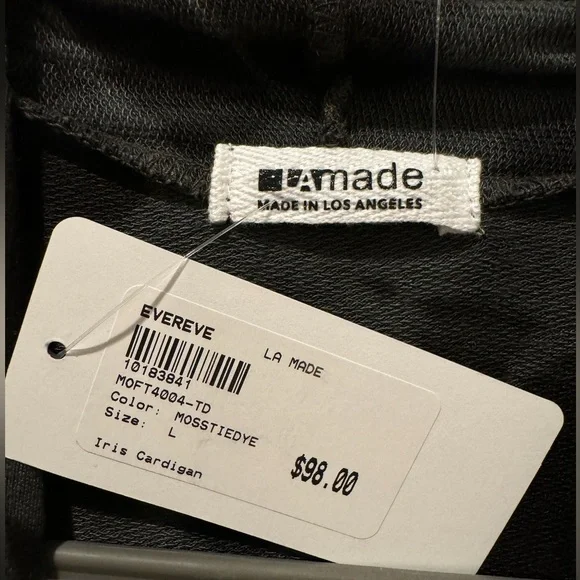 LAmade
MADE IN LOS ANGELES
EVEREVE
LA MADE
10183841
MOFT4004-TD
Color: MOSSTIEDYE
Size: L
Iris Cardigan
$98.00